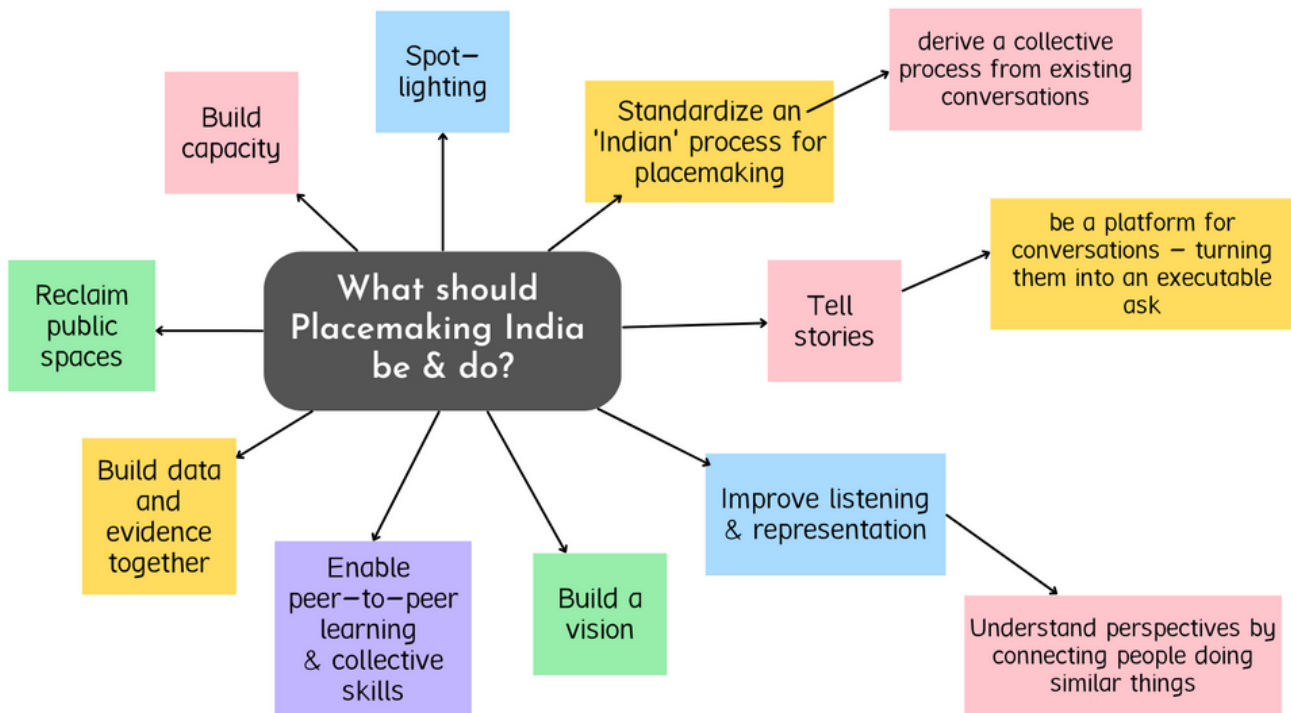 Spot-
lighting
derive a collective
process from existing
conversations
Build
capacity
Standardize an
'Indian' process for
placemaking
be a platform for
conversations – turning
them into an executable
ask
Reclaim
public
spaces
What should
Placemaking India
be & do?
Tell
stories
Build data
and
evidence
together
Improve listening
& representation
Enable
peer-to-peer
learning
& collective
skills
Build a
vision
Understand perspectives by
connecting people doing
similar things